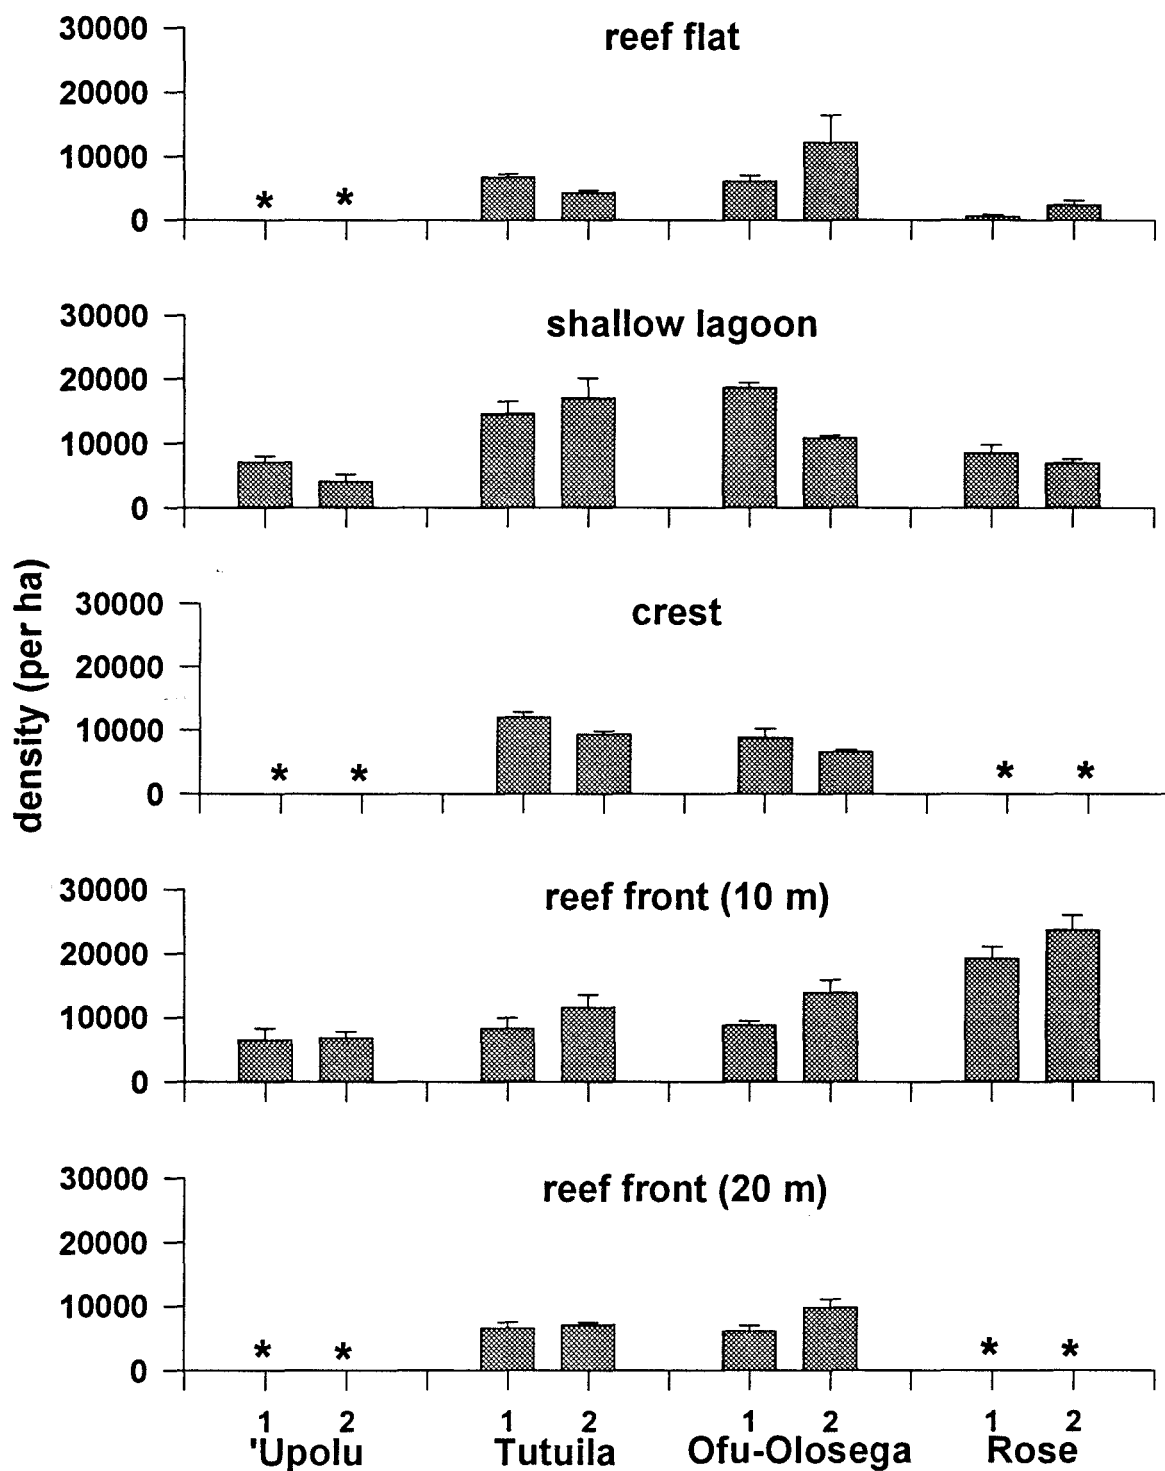 reef flat
30000
20000
10000
0
* *
shallow lagoon
30000
20000
10000
0
density (per ha)
crest
30000
20000
10000
0
* * * *
reef front (10 m)
30000
20000
10000
0
reef front (20 m)
30000
20000
10000
0
* * * *
1 2 1 2 1 2 1 2
'Upolu Tutuila Ofu-Olosega Rose